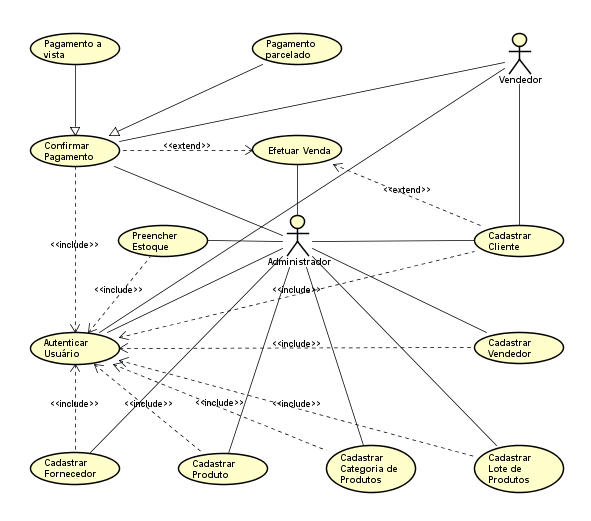 Pagamento a
vista
Pagamento
parcelado
Vendedor
Confirmar
Pagamento
<<extend>>
Efetuar Venda
<<extend>>
Preencher
Estoque
Cadastrar
Cliente
<<include>>
Administrador
<<include>>
<<include>>
Autenticar
Usuário
<<include>>
Cadastrar
Vendedor
<<include>>
<<include>>
<<include>>
<<include>>
Cadastrar
Fornecedor
Cadastrar
Produto
Cadastrar
Categoria de
Produtos
Cadastrar
Lote de
Produtos